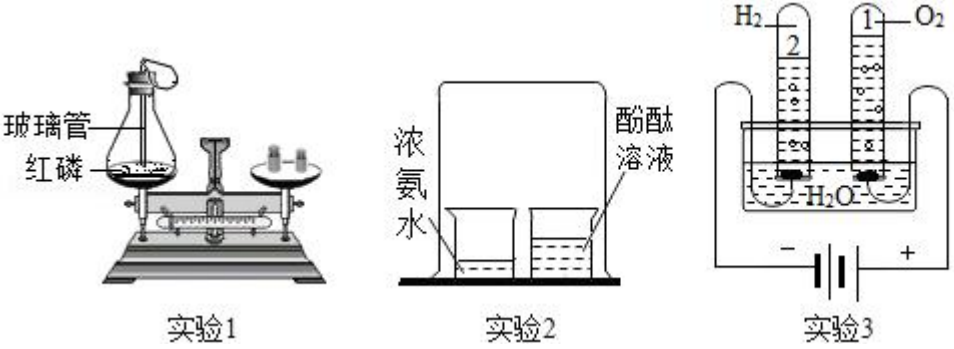 玻璃管
红磷
实验1
浓
氨
水
酚酞
溶液
实验2
H₂
2
1
O₂
H₂O
−
+
实验3